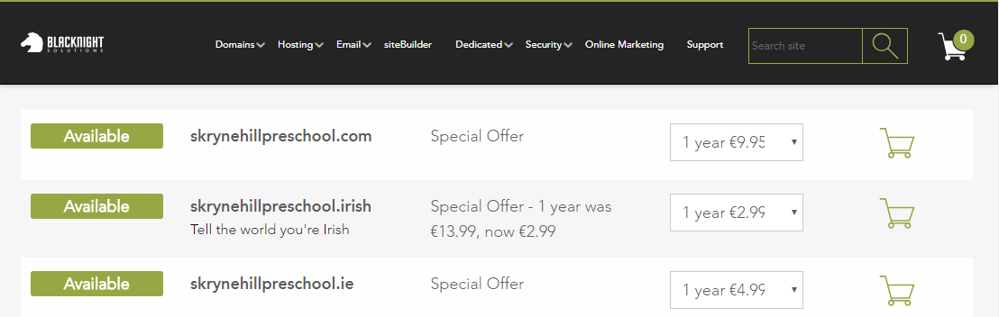 BLACKNIGHT
SOLUTIONS
Domains Hosting Email siteBuilder Dedicated Security Online Marketing Support Search site 0
Available skrynehillpreschool.com Special Offer 1 year €9.95
Available skrynehillpreschool.irish Special Offer - 1 year was 1 year €2.99
Tell the world you're Irish €13.99, now €2.99
Available skrynehillpreschool.ie Special Offer 1 year €4.99